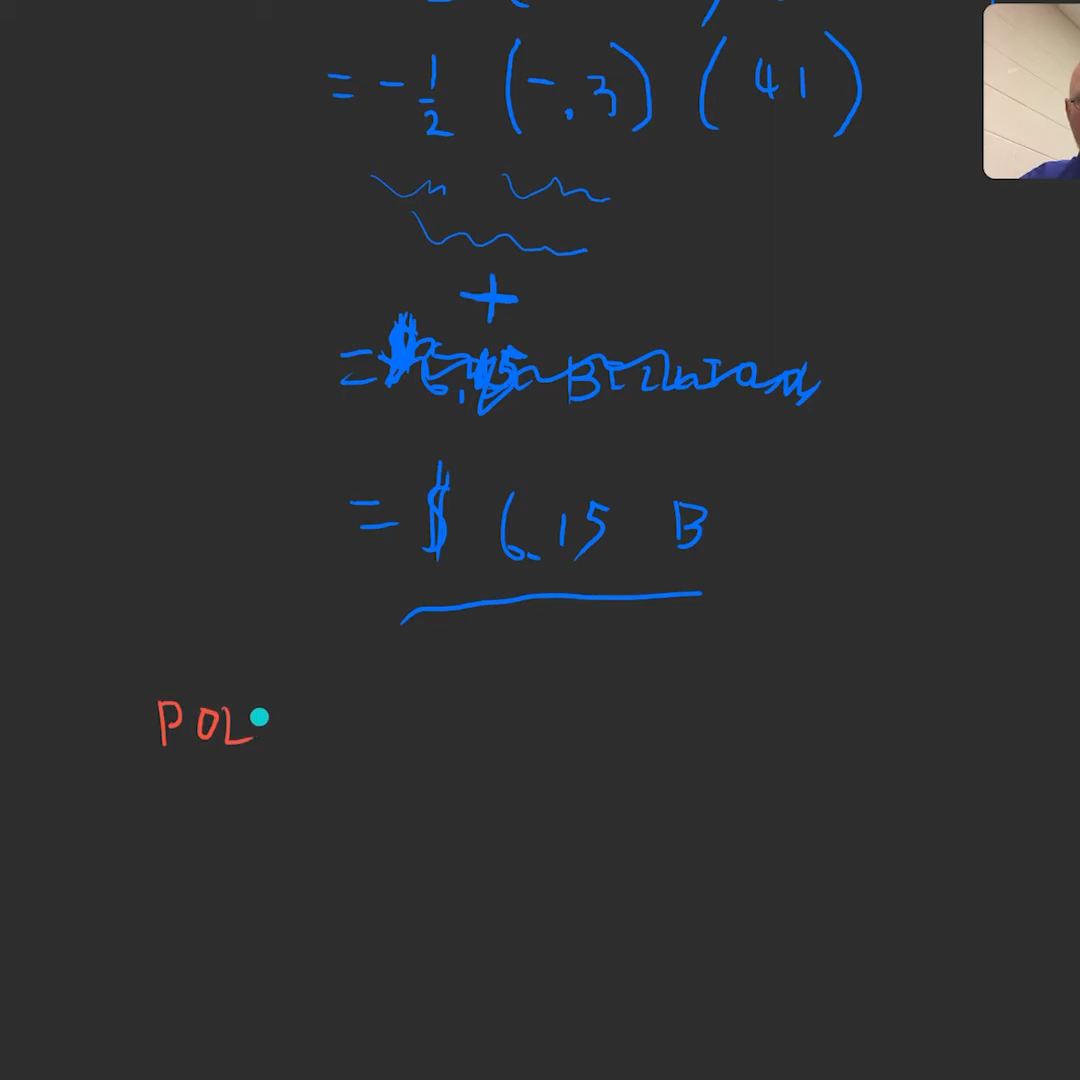 = - 1/2 (-.3) (41)
+
=
= $ 6.15 B
POL